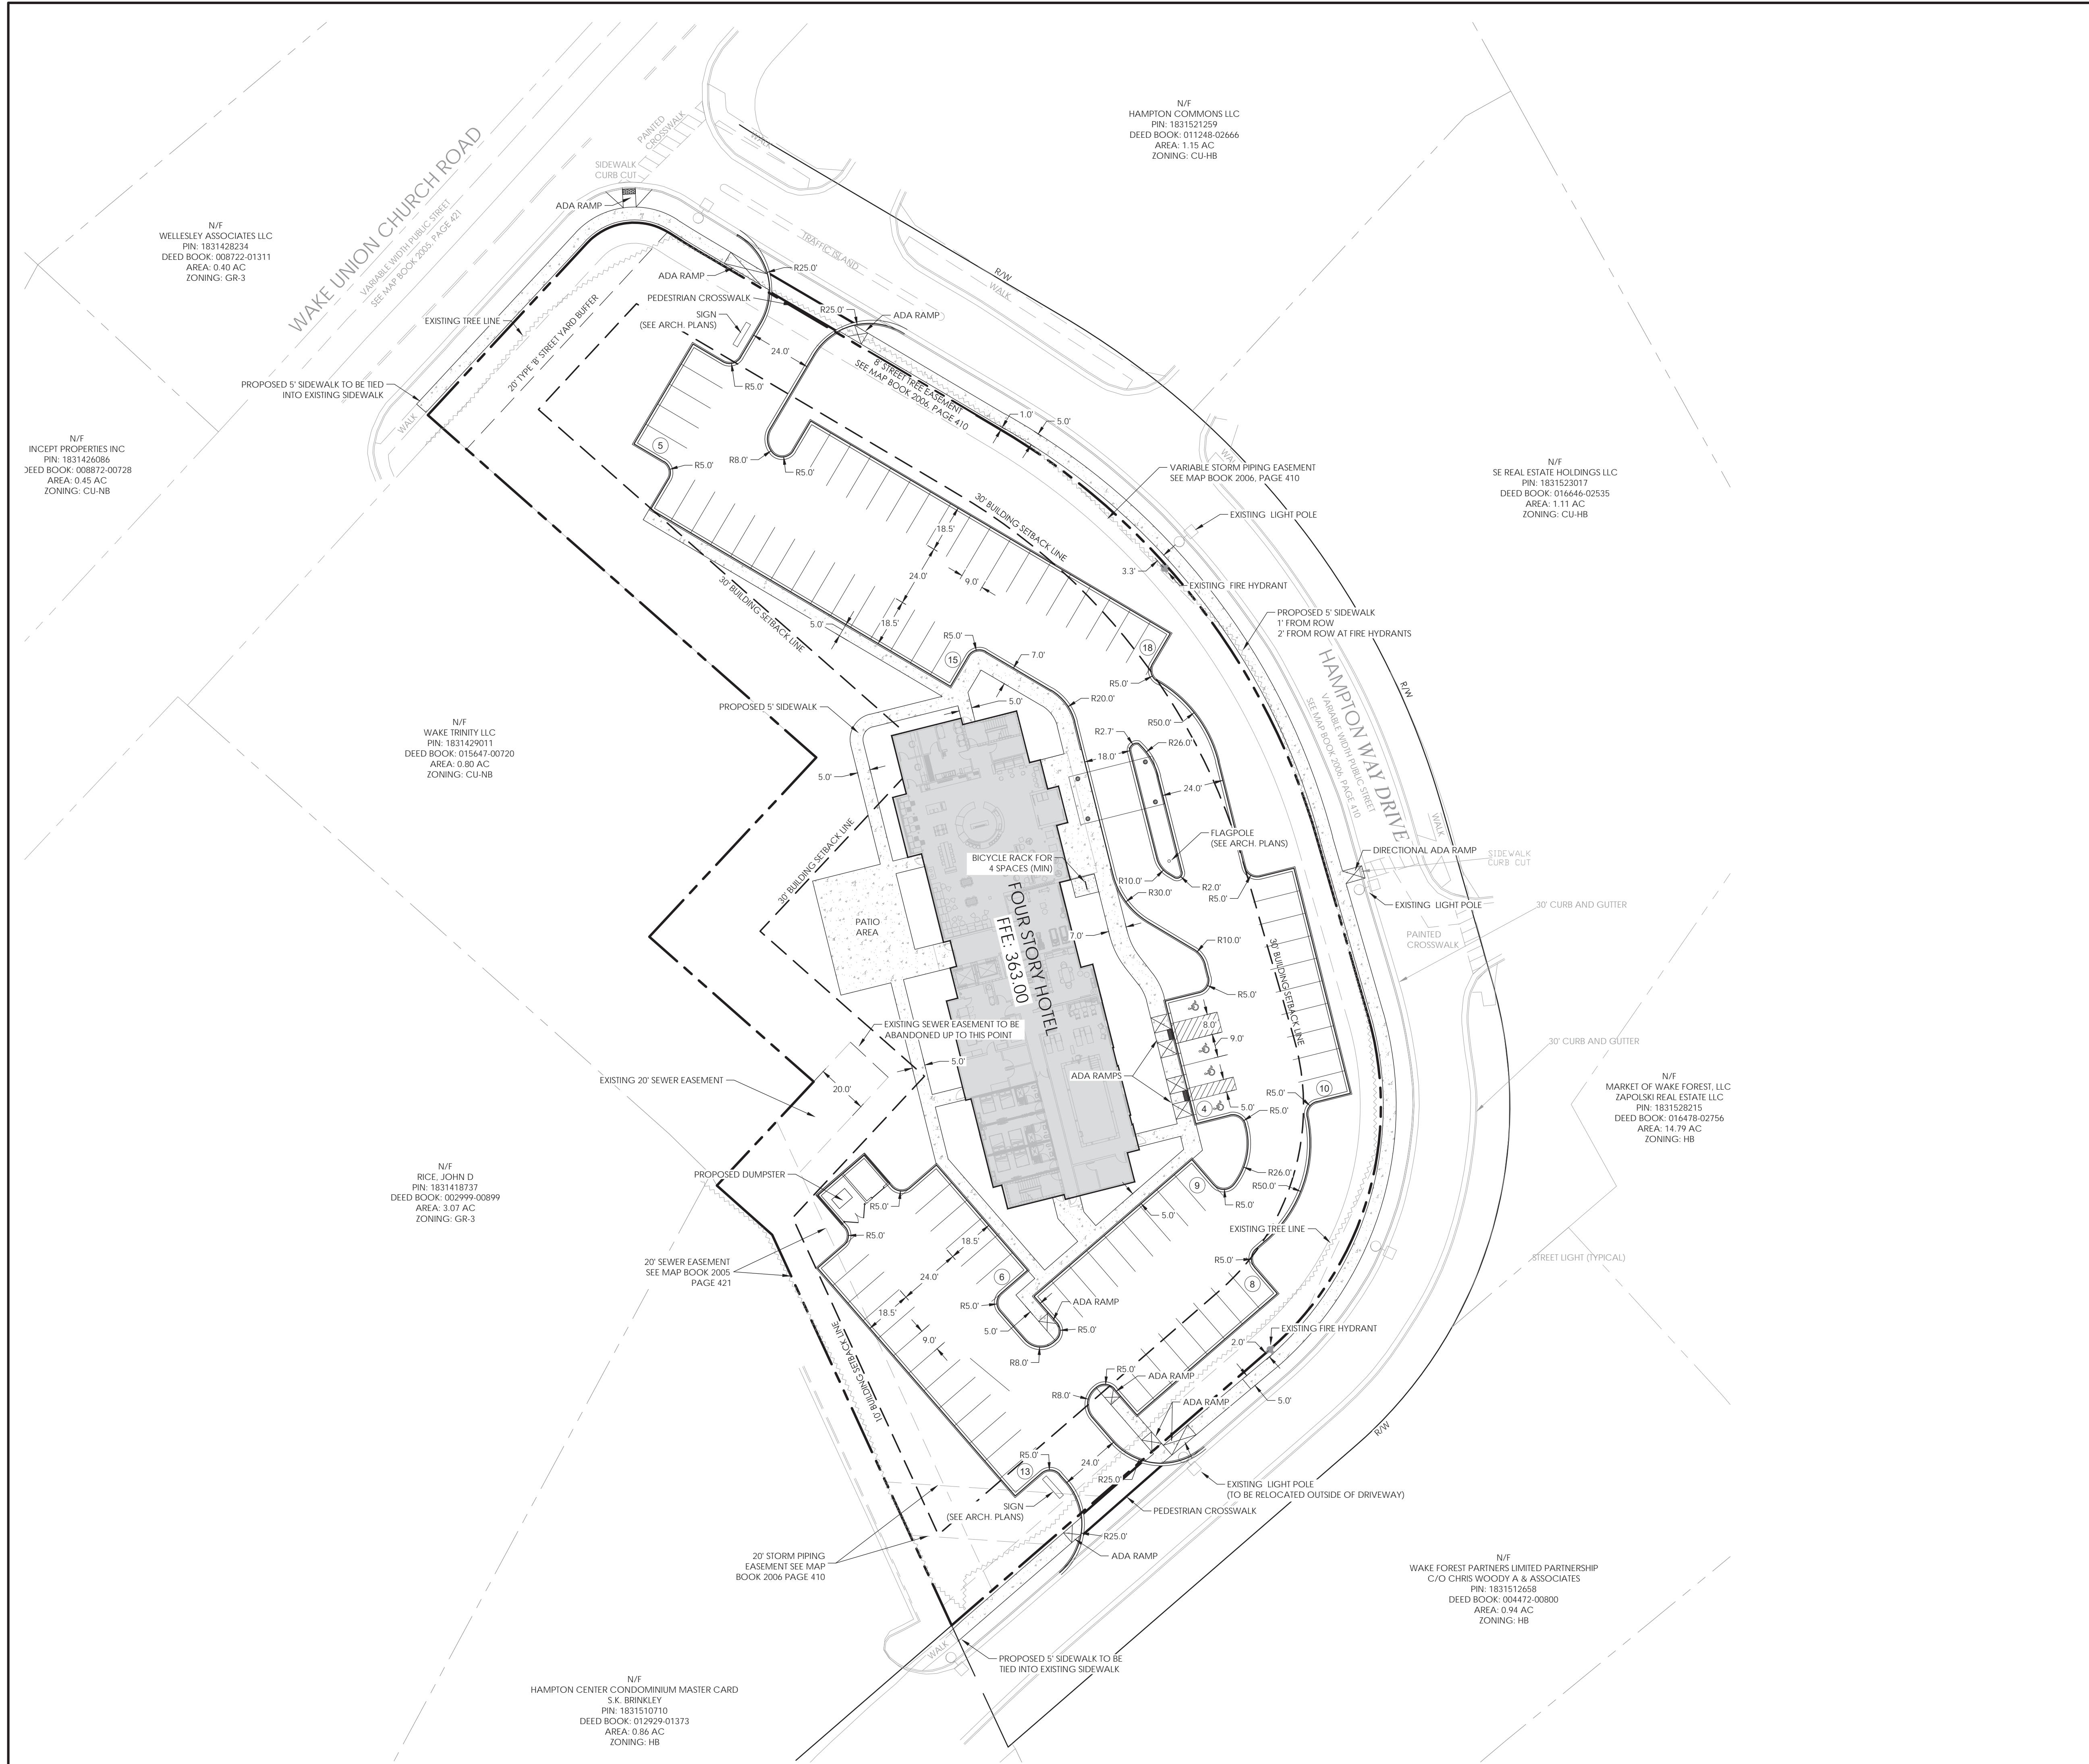 N/F
HAMPTON COMMONS LLC
PIN: 1831521259
DEED BOOK: 011248-02666
AREA: 1.15 AC
ZONING: CU-HB
PAINTED
CROSSWALK
WALK
SIDEWALK
CURB CUT
ADA RAMP
WAKE UNION CHURCH ROAD
VARIABLE WIDTH PUBLIC STREET
SEE MAP BOOK 2005, PAGE 421
N/F
WELLESLEY ASSOCIATES LLC
PIN: 1831428234
DEED BOOK: 008722-01311
AREA: 0.40 AC
ZONING: GR-3
TRAFFIC ISLAND
R/W
WALK
ADA RAMP
R25.0'
PEDESTRIAN CROSSWALK
R25.0'
ADA RAMP
SIGN
(SEE ARCH. PLANS)
EXISTING TREE LINE
20' TYPE 'B' STREET YARD BUFFER
24.0'
R5.0'
8' STREET TREE EASEMENT
SEE MAP BOOK 2006, PAGE 410
PROPOSED 5' SIDEWALK TO BE TIED
INTO EXISTING SIDEWALK
WALK
1.0'
5.0'
N/F
INCEPT PROPERTIES INC
PIN: 1831426086
DEED BOOK: 008872-00728
AREA: 0.45 AC
ZONING: CU-NB
5
R5.0'
R8.0'
R5.0'
WALK
VARIABLE STORM PIPING EASEMENT
SEE MAP BOOK 2006, PAGE 410
N/F
SE REAL ESTATE HOLDINGS LLC
PIN: 1831523017
DEED BOOK: 016646-02535
AREA: 1.11 AC
ZONING: CU-HB
30' BUILDING SETBACK LINE
18.5'
EXISTING LIGHT POLE
24.0'
9.0'
3.3'
EXISTING FIRE HYDRANT
30' BUILDING SETBACK LINE
5.0'
18.5'
PROPOSED 5' SIDEWALK
1' FROM ROW
2' FROM ROW AT FIRE HYDRANTS
R5.0'
15
7.0'
18
R5.0'
HAMPTON WAY DRIVE
VARIABLE WIDTH PUBLIC STREET
SEE MAP BOOK 2006, PAGE 410
R/W
PROPOSED 5' SIDEWALK
5.0'
R20.0'
R50.0'
R2.7'
R26.0'
18.0'
24.0'
N/F
WAKE TRINITY LLC
PIN: 1831429011
DEED BOOK: 015647-00720
AREA: 0.80 AC
ZONING: CU-NB
5.0'
FLAGPOLE
(SEE ARCH. PLANS)
WALK
30' BUILDING SETBACK LINE
BICYCLE RACK FOR
4 SPACES (MIN)
DIRECTIONAL ADA RAMP
SIDEWALK
CURB CUT
R10.0'
R30.0'
R2.0'
R5.0'
EXISTING LIGHT POLE
30' CURB AND GUTTER
PATIO
AREA
FOUR STORY HOTEL
FFE: 363.00
7.0'
R10.0'
PAINTED
CROSSWALK
30' BUILDING SETBACK LINE
R5.0'
EXISTING SEWER EASEMENT TO BE
ABANDONED UP TO THIS POINT
8.0'
9.0'
30' CURB AND GUTTER
5.0'
ADA RAMPS
EXISTING 20' SEWER EASEMENT
20.0'
R5.0'
10
4
5.0'
R5.0'
N/F
MARKET OF WAKE FOREST, LLC
ZAPOLSKI REAL ESTATE LLC
PIN: 1831528215
DEED BOOK: 016478-02756
AREA: 14.79 AC
ZONING: HB
N/F
RICE, JOHN D
PIN: 1831418737
DEED BOOK: 002999-00899
AREA: 3.07 AC
ZONING: GR-3
PROPOSED DUMPSTER
R5.0'
R5.0'
9
R26.0'
R50.0'
R5.0'
5.0'
EXISTING TREE LINE
STREET LIGHT (TYPICAL)
20' SEWER EASEMENT
SEE MAP BOOK 2005
PAGE 421
18.5'
24.0'
6
R5.0'
8
18.5'
R5.0'
ADA RAMP
9.0'
5.0'
R5.0'
R8.0'
2.0'
EXISTING FIRE HYDRANT
10' BUILDING SETBACK LINE
R5.0'
ADA RAMP
R8.0'
ADA RAMP
5.0'
R/W
R5.0'
13
24.0'
R25.0'
EXISTING LIGHT POLE
(TO BE RELOCATED OUTSIDE OF DRIVEWAY)
SIGN
(SEE ARCH. PLANS)
PEDESTRIAN CROSSWALK
R25.0'
ADA RAMP
20' STORM PIPING
EASEMENT SEE MAP
BOOK 2006 PAGE 410
N/F
WAKE FOREST PARTNERS LIMITED PARTNERSHIP
C/O CHRIS WOODY A & ASSOCIATES
PIN: 1831512658
DEED BOOK: 004472-00800
AREA: 0.94 AC
ZONING: HB
WALK
PROPOSED 5' SIDEWALK TO BE
TIED INTO EXISTING SIDEWALK
N/F
HAMPTON CENTER CONDOMINIUM MASTER CARD
S.K. BRINKLEY
PIN: 1831510710
DEED BOOK: 012929-01373
AREA: 0.86 AC
ZONING: HB